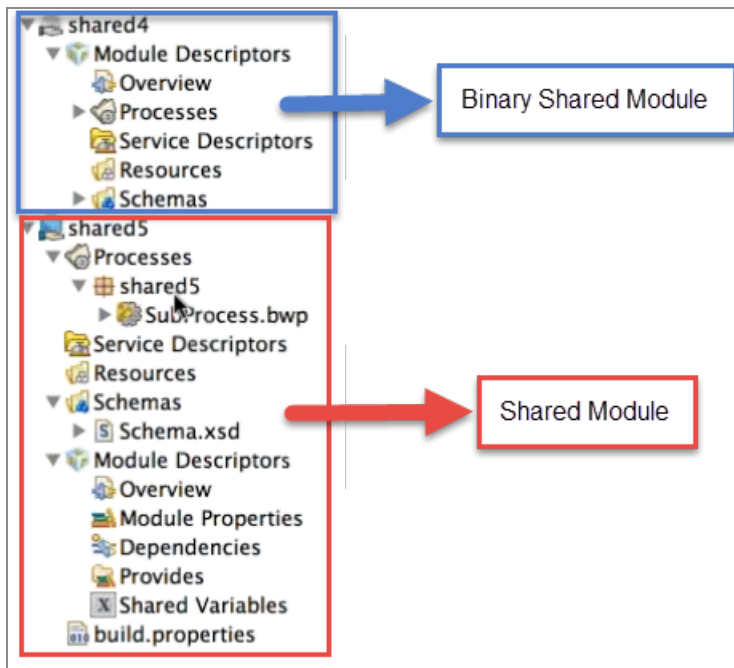 shared4
Module Descriptors
Overview
Processes
Service Descriptors
Resources
Schemas
Binary Shared Module
shared5
Processes
shared5
SubProcess.bwp
Service Descriptors
Resources
Schemas
Schema.xsd
Module Descriptors
Overview
Module Properties
Dependencies
Provides
Shared Variables
build.properties
Shared Module